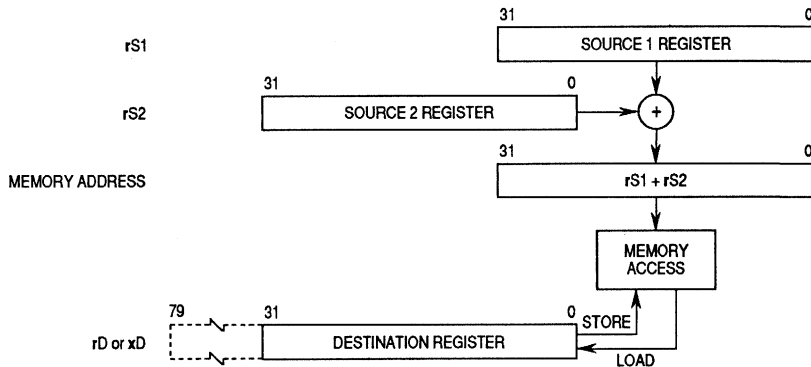 31 0
rS1 SOURCE 1 REGISTER
31 0
rS2 SOURCE 2 REGISTER +
31 0
MEMORY ADDRESS rS1 + rS2
MEMORY
ACCESS
79 31 0
STORE
rD or xD DESTINATION REGISTER
LOAD